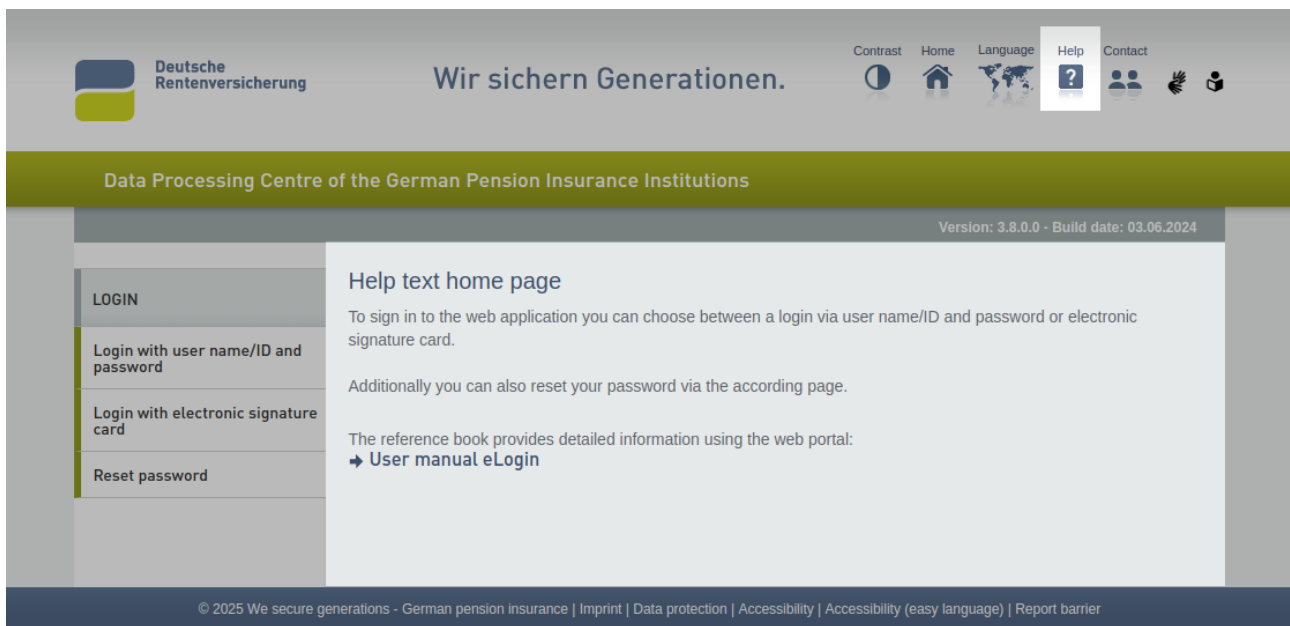 Deutsche
Rentenversicherung
Wir sichern Generationen.
Contrast
Home
Language
Help
Contact
?
Data Processing Centre of the German Pension Insurance Institutions
Version: 3.8.0.0 - Build date: 03.06.2024
LOGIN
Login with user name/ID and
password
Login with electronic signature
card
Reset password
Help text home page
To sign in to the web application you can choose between a login via user name/ID and password or electronic
signature card.
Additionally you can also reset your password via the according page.
The reference book provides detailed information using the web portal:
User manual eLogin
© 2025 We secure generations - German pension insurance | Imprint | Data protection | Accessibility | Accessibility (easy language) | Report barrier